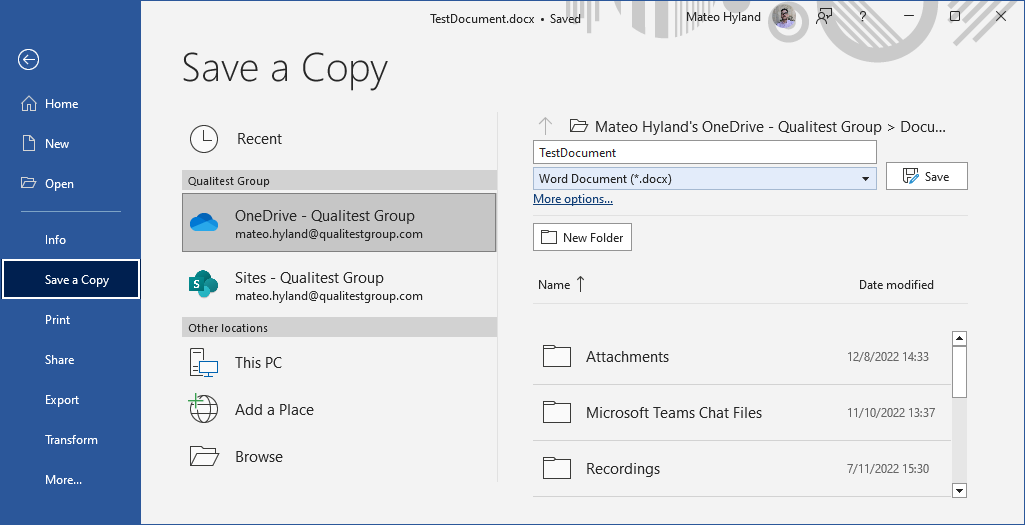 TestDocument.docx • Saved
Mateo Hyland
?
Home
New
Open
Info
Save a Copy
Print
Share
Export
Transform
More...
Save a Copy
Recent
Qualitest Group
OneDrive - Qualitest Group
mateo.hyland@qualitestgroup.com
Sites - Qualitest Group
mateo.hyland@qualitestgroup.com
Other locations
This PC
Add a Place
Browse
Mateo Hyland's OneDrive - Qualitest Group > Docu...
TestDocument
Word Document (*.docx)
Save
More options...
New Folder
Name ↑ Date modified
Attachments 12/8/2022 14:33
Microsoft Teams Chat Files 11/10/2022 13:37
Recordings 7/11/2022 15:30